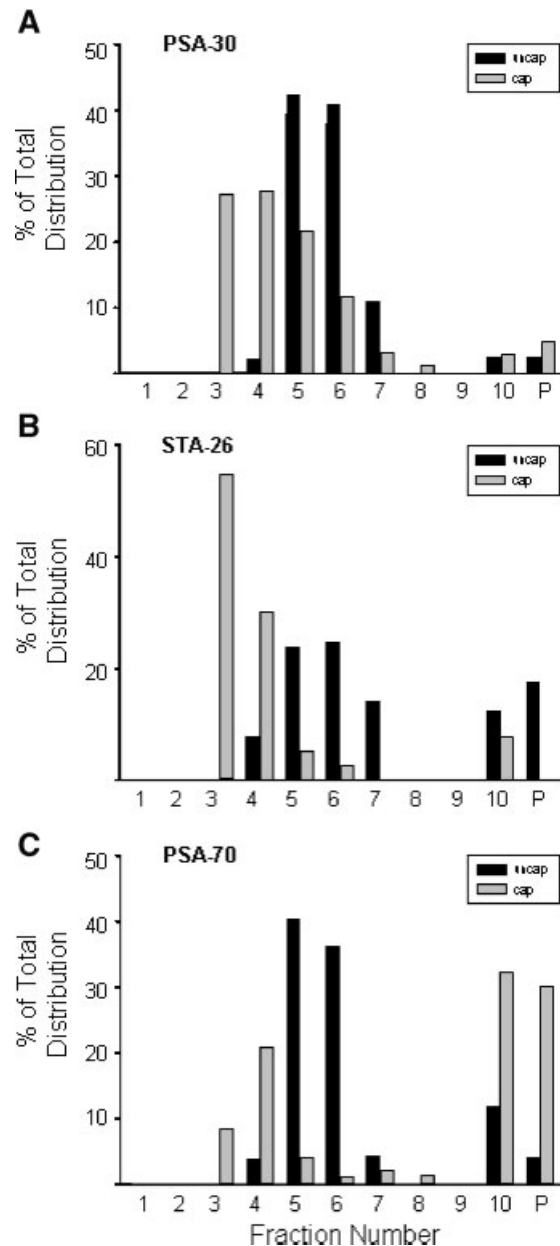 A
PSA-30
50
40
30
20
10
% of Total
Distribution
uncap
cap
1 2 3 4 5 6 7 8 9 10 P
B
STA-26
60
40
20
% of Total
Distribution
uncap
cap
1 2 3 4 5 6 7 8 9 10 P
C
PSA-70
50
40
30
20
10
% of Total
Distribution
uncap
cap
1 2 3 4 5 6 7 8 9 10 P
Fraction Number